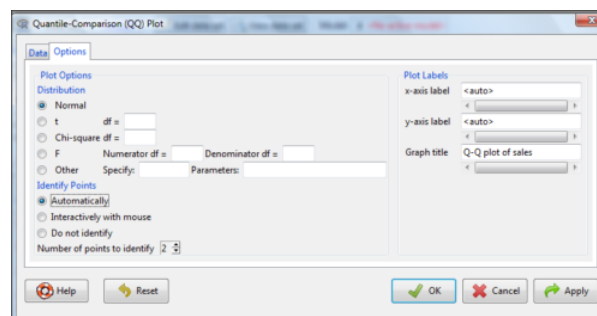 Quantile-Comparison (QQ) Plot
Data Options
Plot Options
Distribution
Normal
t df =
Chi-square df =
F Numerator df = Denominator df =
Other Specify: Parameters:
Identify Points
Automatically
Interactively with mouse
Do not identify
Number of points to identify 2
Plot Labels
x-axis label <auto>
y-axis label <auto>
Graph title Q-Q plot of sales
Help Reset OK Cancel Apply